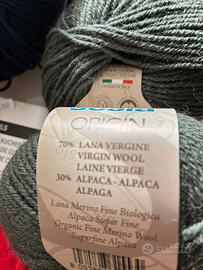 MADE IN ITALY
ORIGIN
70% LANA VERGINE
VIRGIN WOOL
LAINE VIERGE
30% ALPACA - ALPACA
ALPAGA
Lana Merino Fine Biologica
Alpaca Super Fine
Organic Fine Merino Wool
Superfine Alpaca
subito